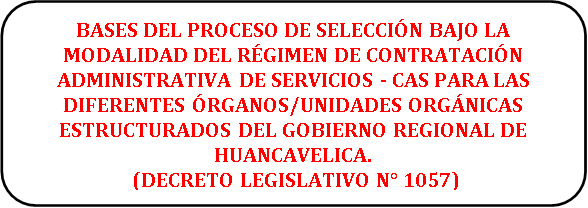 BASES DEL PROCESO DE SELECCIÓN BAJO LA
MODALIDAD DEL RÉGIMEN DE CONTRATACIÓN
ADMINISTRATIVA DE SERVICIOS - CAS PARA LAS
DIFERENTES ÓRGANOS/UNIDADES ORGÁNICAS
ESTRUCTURADOS DEL GOBIERNO REGIONAL DE
HUANCAVELICA.
(DECRETO LEGISLATIVO N° 1057)